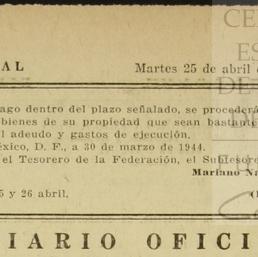 AL Martes 25 de abril d
ago dentro del plazo señalado, se procederá
bienes de su propiedad que sean bastante
l adeudo y gastos de ejecución.
éxico, D. F., a 30 de marzo de 1944.
el Tesorero de la Federación, el Subtesore
Mariano Na
5 y 26 abril. (
DIARIO OFICI